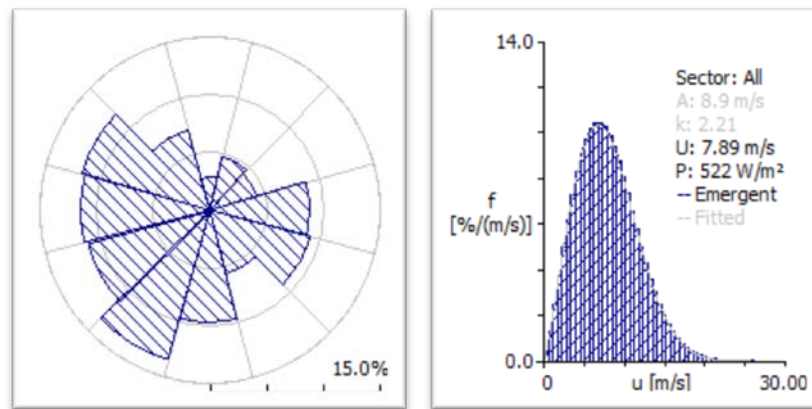 15.0%
14.0
f
[%/(m/s)]
0.0
0
u [m/s]
30.00
Sector: All
A: 8.9 m/s
k: 2.21
U: 7.89 m/s
P: 522 W/m²
-- Emergent
-- Fitted